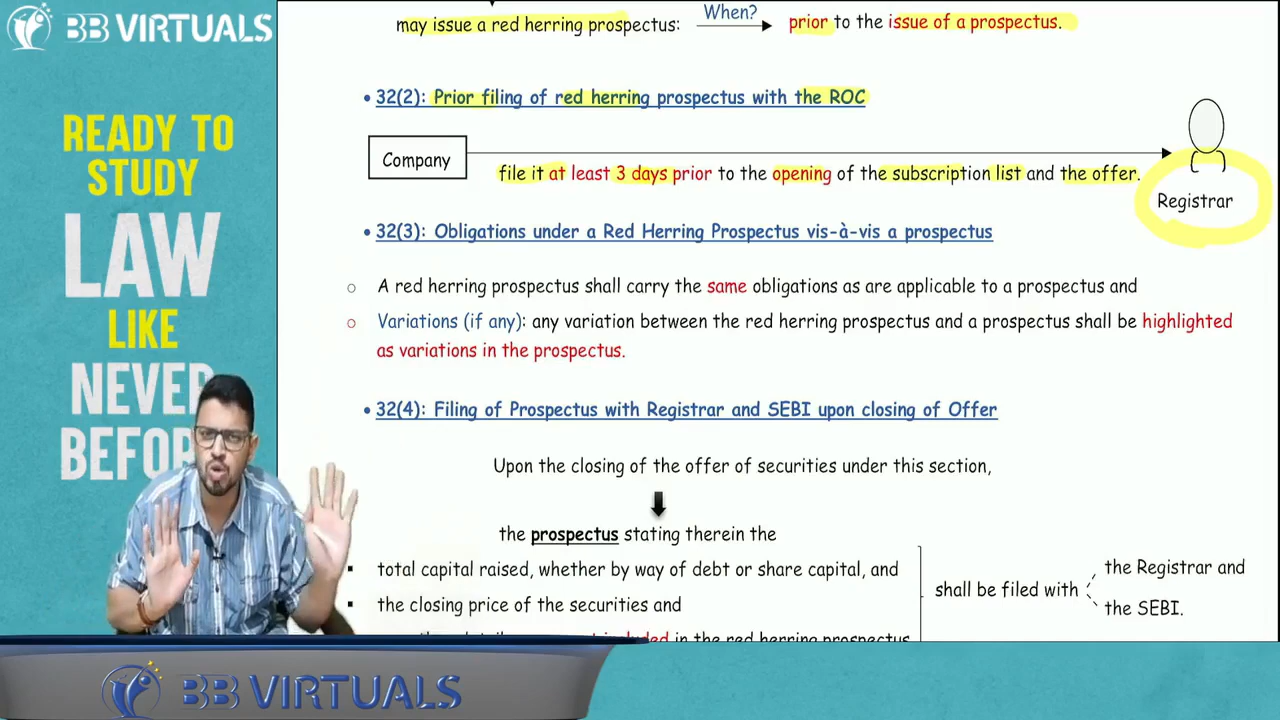 BB VIRTUALS
READY TO
STUDY
LAW
LIKE
NEVER
BEFO
may issue a red herring prospectus:
When?
prior to the issue of a prospectus.
• 32(2): Prior filing of red herring prospectus with the ROC
Company
file it at least 3 days prior to the opening of the subscription list and the offer.
Registrar
• 32(3): Obligations under a Red Herring Prospectus vis-à-vis a prospectus
○ A red herring prospectus shall carry the same obligations as are applicable to a prospectus and
○ Variations (if any): any variation between the red herring prospectus and a prospectus shall be highlighted
as variations in the prospectus.
• 32(4): Filing of Prospectus with Registrar and SEBI upon closing of Offer
Upon the closing of the offer of securities under this section,
the prospectus stating therein the
▪ total capital raised, whether by way of debt or share capital, and
▪ the closing price of the securities and
in the red herring prospectus
shall be filed with
the Registrar and
the SEBI.
BB VIRTUALS